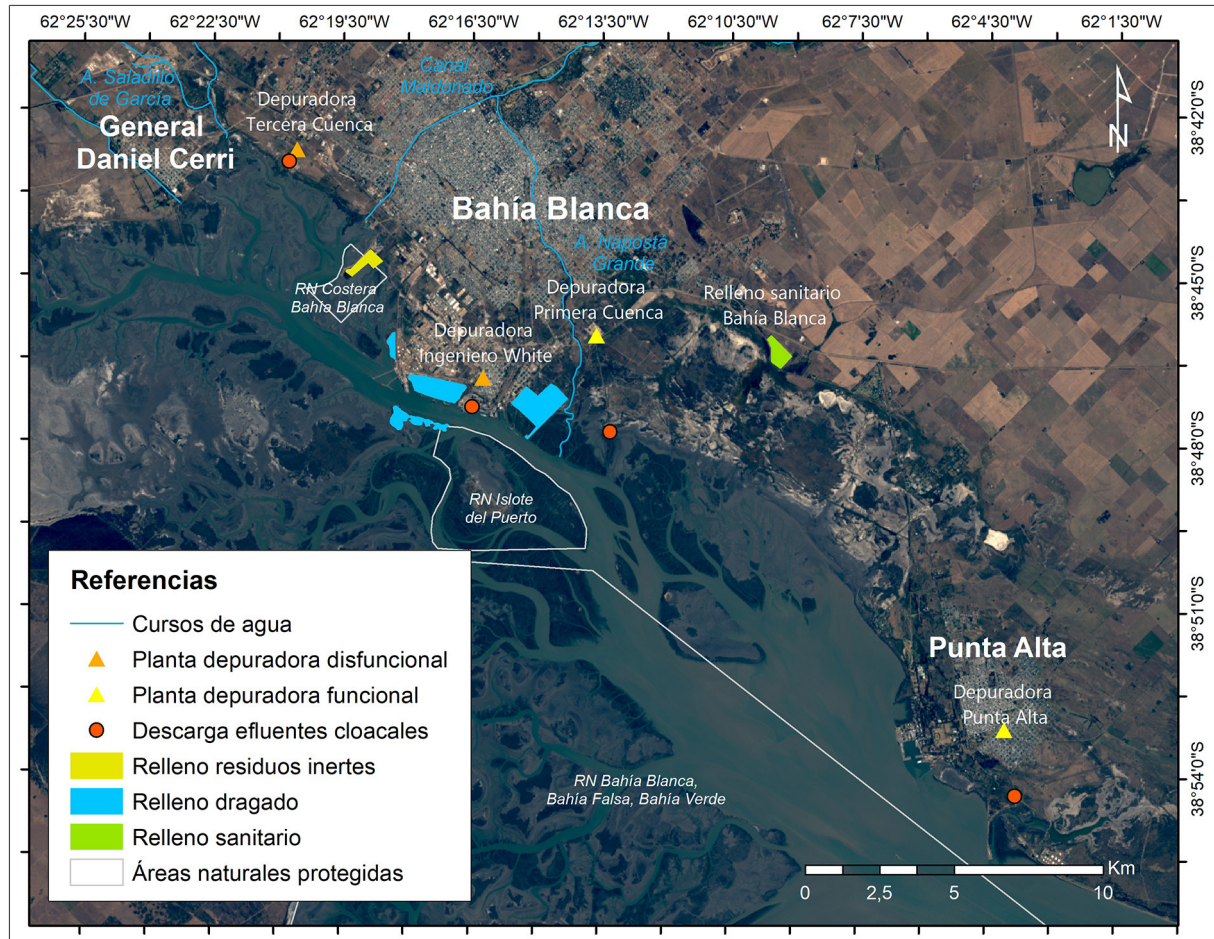 62°25'30"W
62°22'30"W
62°19'30"W
62°16'30"W
62°13'30"W
62°10'30"W
62°7'30"W
62°4'30"W
62°1'30"W
A. Saladillo
de García
Canal
Maldonado
Depuradora
Tercera Cuenca
General
Daniel Cerri
N
38°42'0"S
Bahía Blanca
A. Napostá
Grande
RN Costera
Bahía Blanca
Depuradora
Primera Cuenca
Relleno sanitario
Bahía Blanca
38°45'0"S
Depuradora
Ingeniero White
38°48'0"S
RN Islote
del Puerto
38°51'0"S
Punta Alta
Depuradora
Punta Alta
38°54'0"S
RN Bahía Blanca,
Bahía Falsa, Bahía Verde
Referencias
Cursos de agua
Planta depuradora disfuncional
Planta depuradora funcional
Descarga efluentes cloacales
Relleno residuos inertes
Relleno dragado
Relleno sanitario
Áreas naturales protegidas
Km
0
2,5
5
10